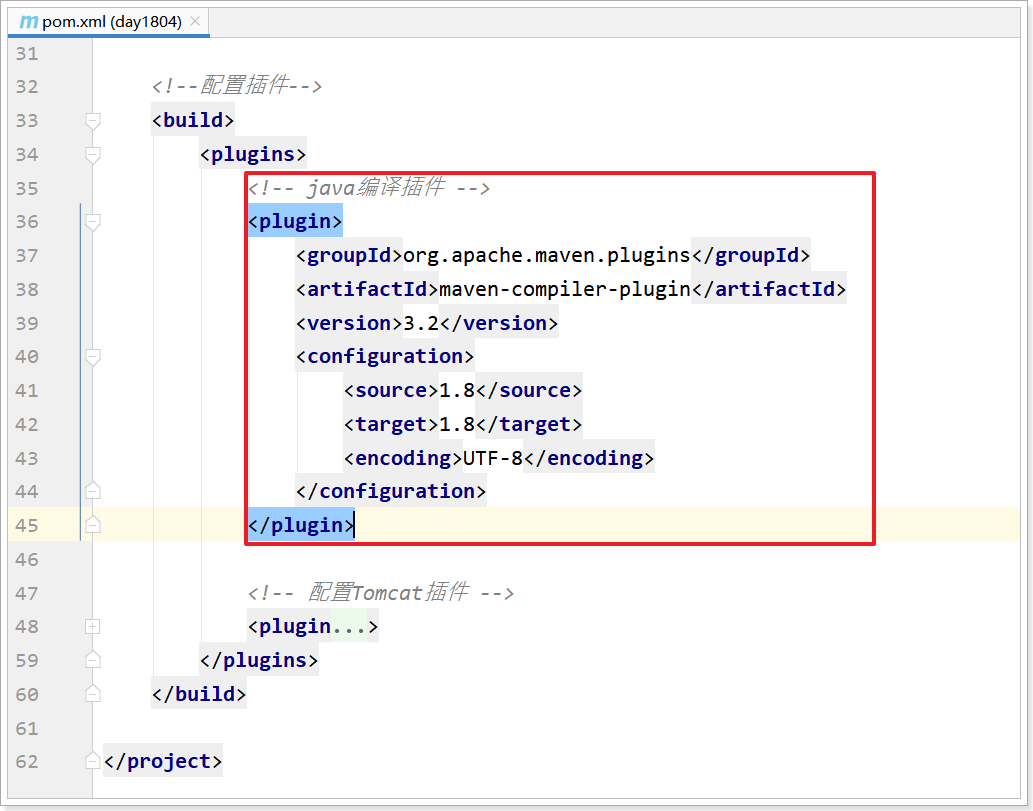 m pom.xml (day1804) ×
31
32 <!--配置插件-->
33 <build>
34 <plugins>
35 <!-- java编译插件 -->
36 <plugin>
37 <groupId>org.apache.maven.plugins</groupId>
38 <artifactId>maven-compiler-plugin</artifactId>
39 <version>3.2</version>
40 <configuration>
41 <source>1.8</source>
42 <target>1.8</target>
43 <encoding>UTF-8</encoding>
44 </configuration>
45 </plugin>
46
47 <!-- 配置Tomcat插件 -->
48 <plugin...>
59 </plugins>
60 </build>
61
62 </project>